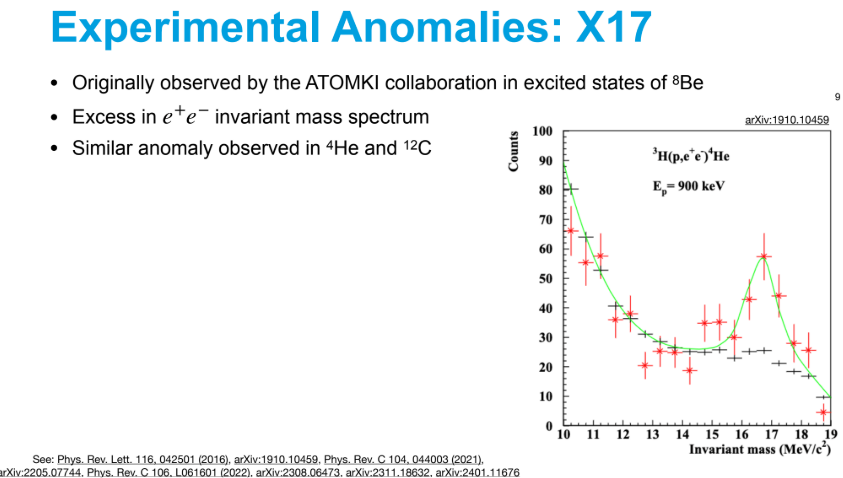 Experimental Anomalies: X17
• Originally observed by the ATOMKI collaboration in excited states of ⁸Be
9
• Excess in e⁺e⁻ invariant mass spectrum
arXiv:1910.10459
• Similar anomaly observed in ⁴He and ¹²C
Counts
100
90
80
70
60
50
40
30
20
10
0
³H(p,e⁺e⁻)⁴He
Eₚ= 900 keV
10 11 12 13 14 15 16 17 18 19
Invariant mass (MeV/c²)
See: Phys. Rev. Lett. 116, 042501 (2016), arXiv:1910.10459, Phys. Rev. C 104, 044003 (2021),
arXiv:2205.07744, Phys. Rev. C 106, L061601 (2022), arXiv:2308.06473, arXiv:2311.18632, arXiv:2401.11676